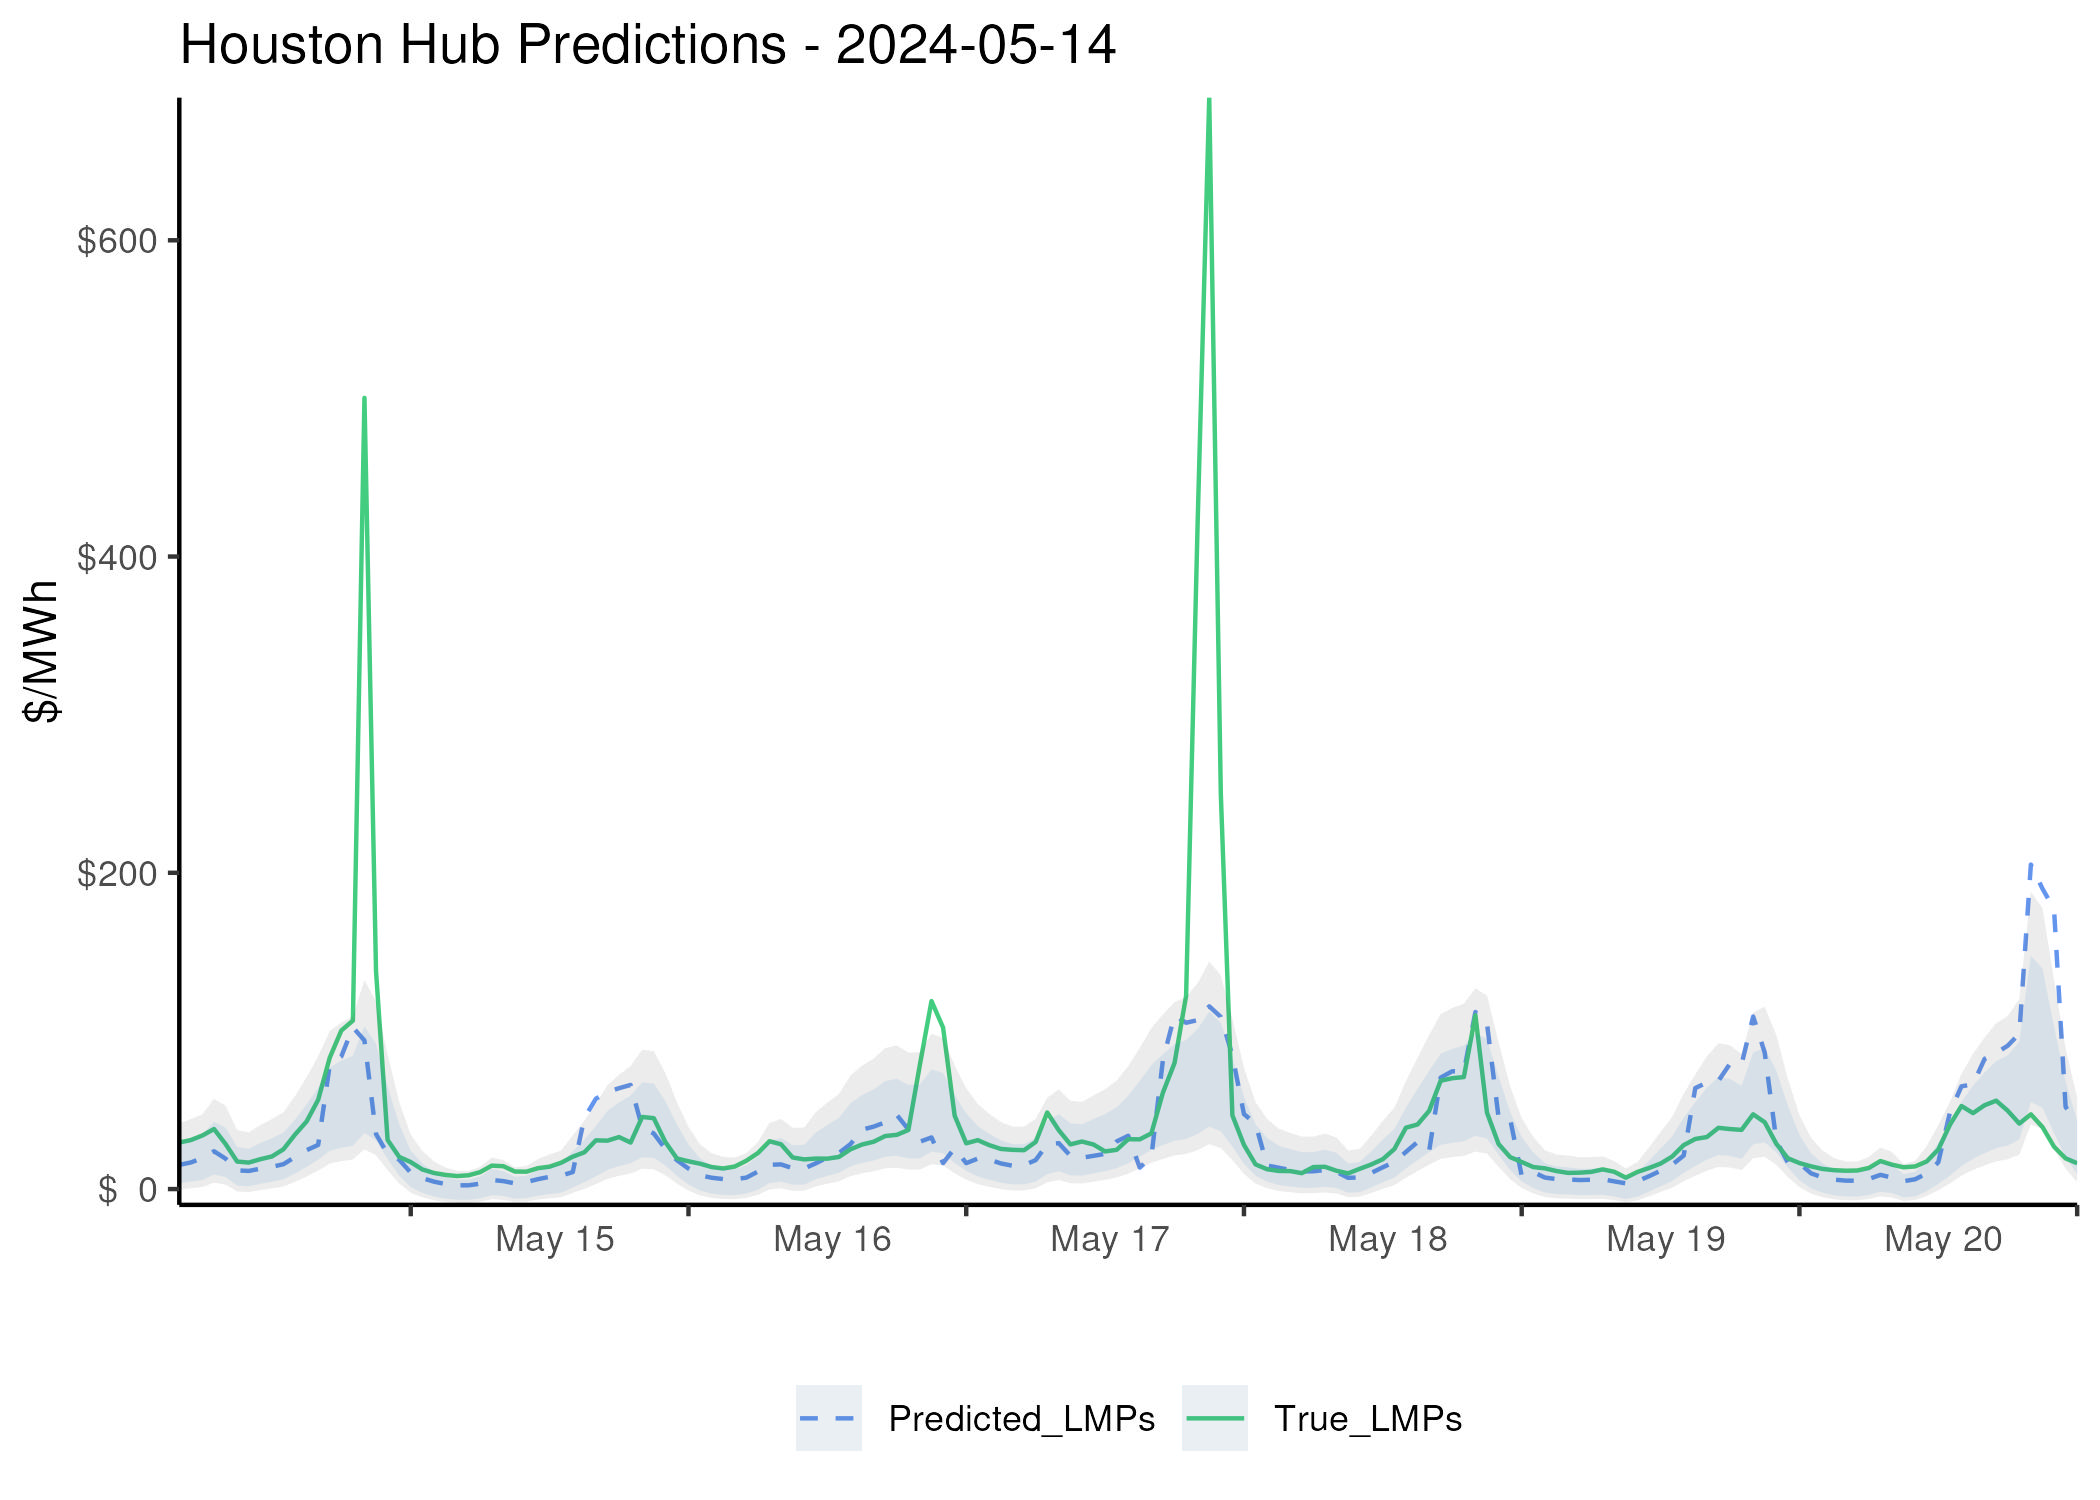 Houston Hub Predictions - 2024-05-14
$/MWh
$600
$400
$200
$ 0
May 15 May 16 May 17 May 18 May 19 May 20
Predicted_LMPs True_LMPs